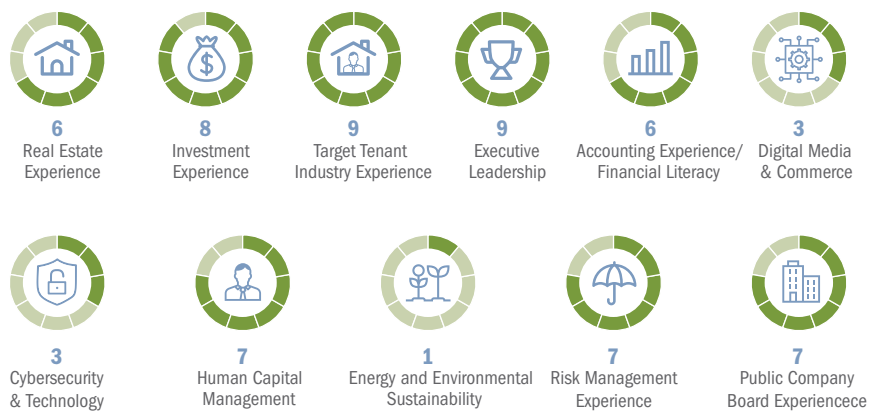 6
Real Estate
Experience
8
Investment
Experience
9
Target Tenant
Industry Experience
9
Executive
Leadership
6
Accounting Experience/
Financial Literacy
3
Digital Media
& Commerce
3
Cybersecurity
& Technology
7
Human Capital
Management
1
Energy and Environmental
Sustainability
7
Risk Management
Experience
7
Public Company
Board Experiencece
$